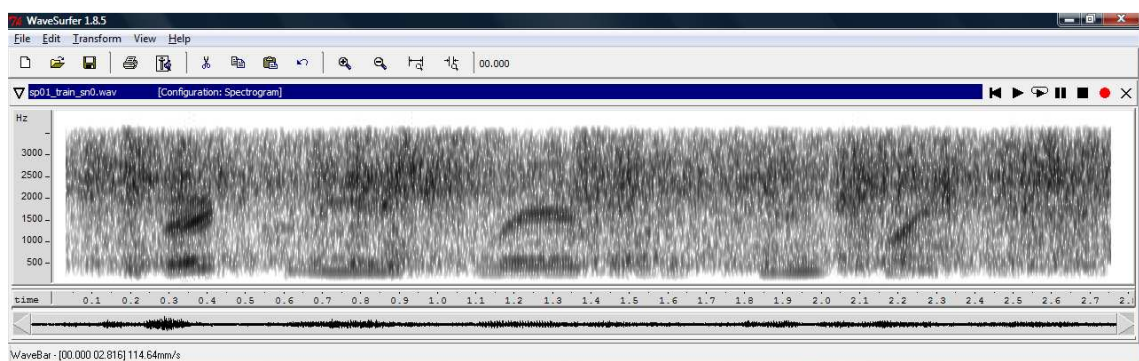 WaveSurfer 1.8.5
File Edit Transform View Help
00.000
sp01_train_sn0.wav [Configuration: Spectrogram]
Hz
3000
2500
2000
1500
1000
500
time 0.1 0.2 0.3 0.4 0.5 0.6 0.7 0.8 0.9 1.0 1.1 1.2 1.3 1.4 1.5 1.6 1.7 1.8 1.9 2.0 2.1 2.2 2.3 2.4 2.5 2.6 2.7
WaveBar - [00.000 02.816] 114.64mm/s